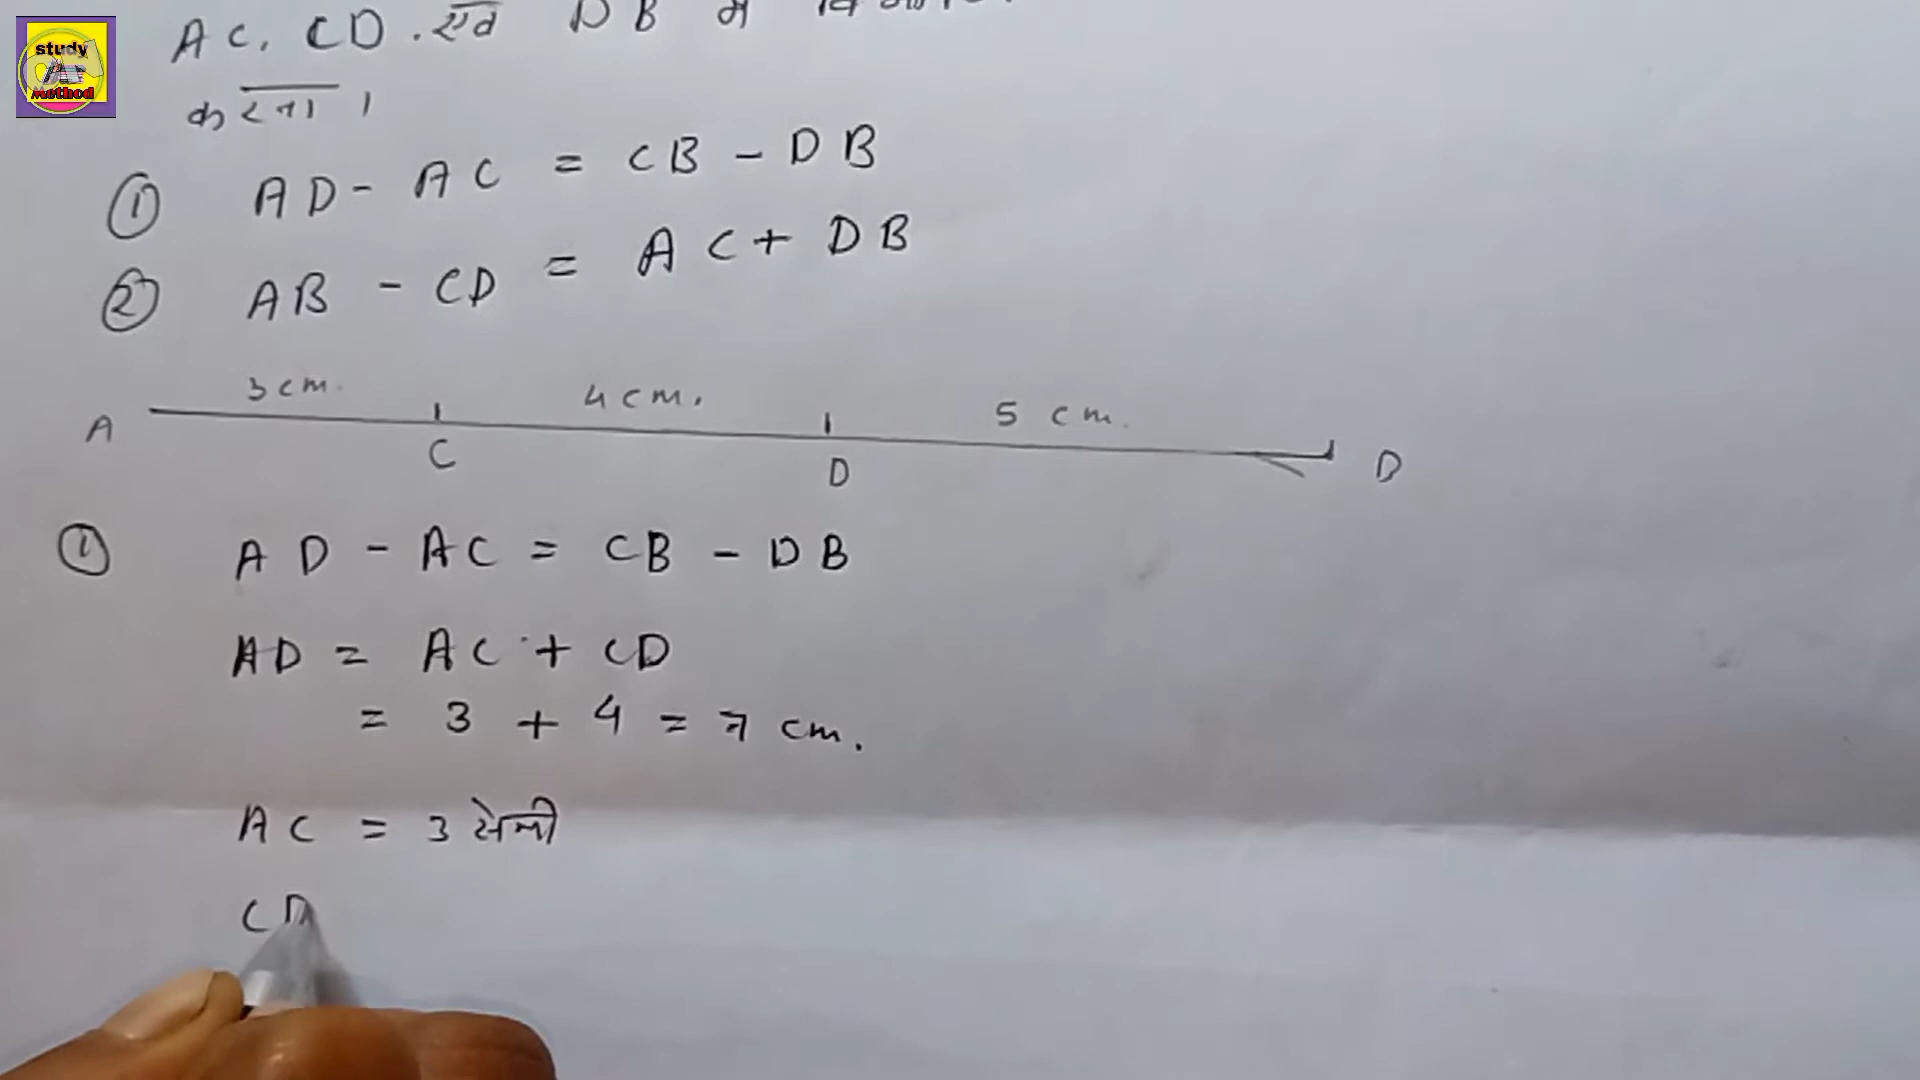 study
Air
Method
AC, CD . एवं DB में
करना ।
① AD - AC = CB - DB
② AB - CD = AC + DB
3 cm. 4 cm. 5 cm.
A C D D
① AD - AC = CB - DB
AD = AC + CD
= 3 + 4 = 7 cm.
AC = 3 सेमी
CD